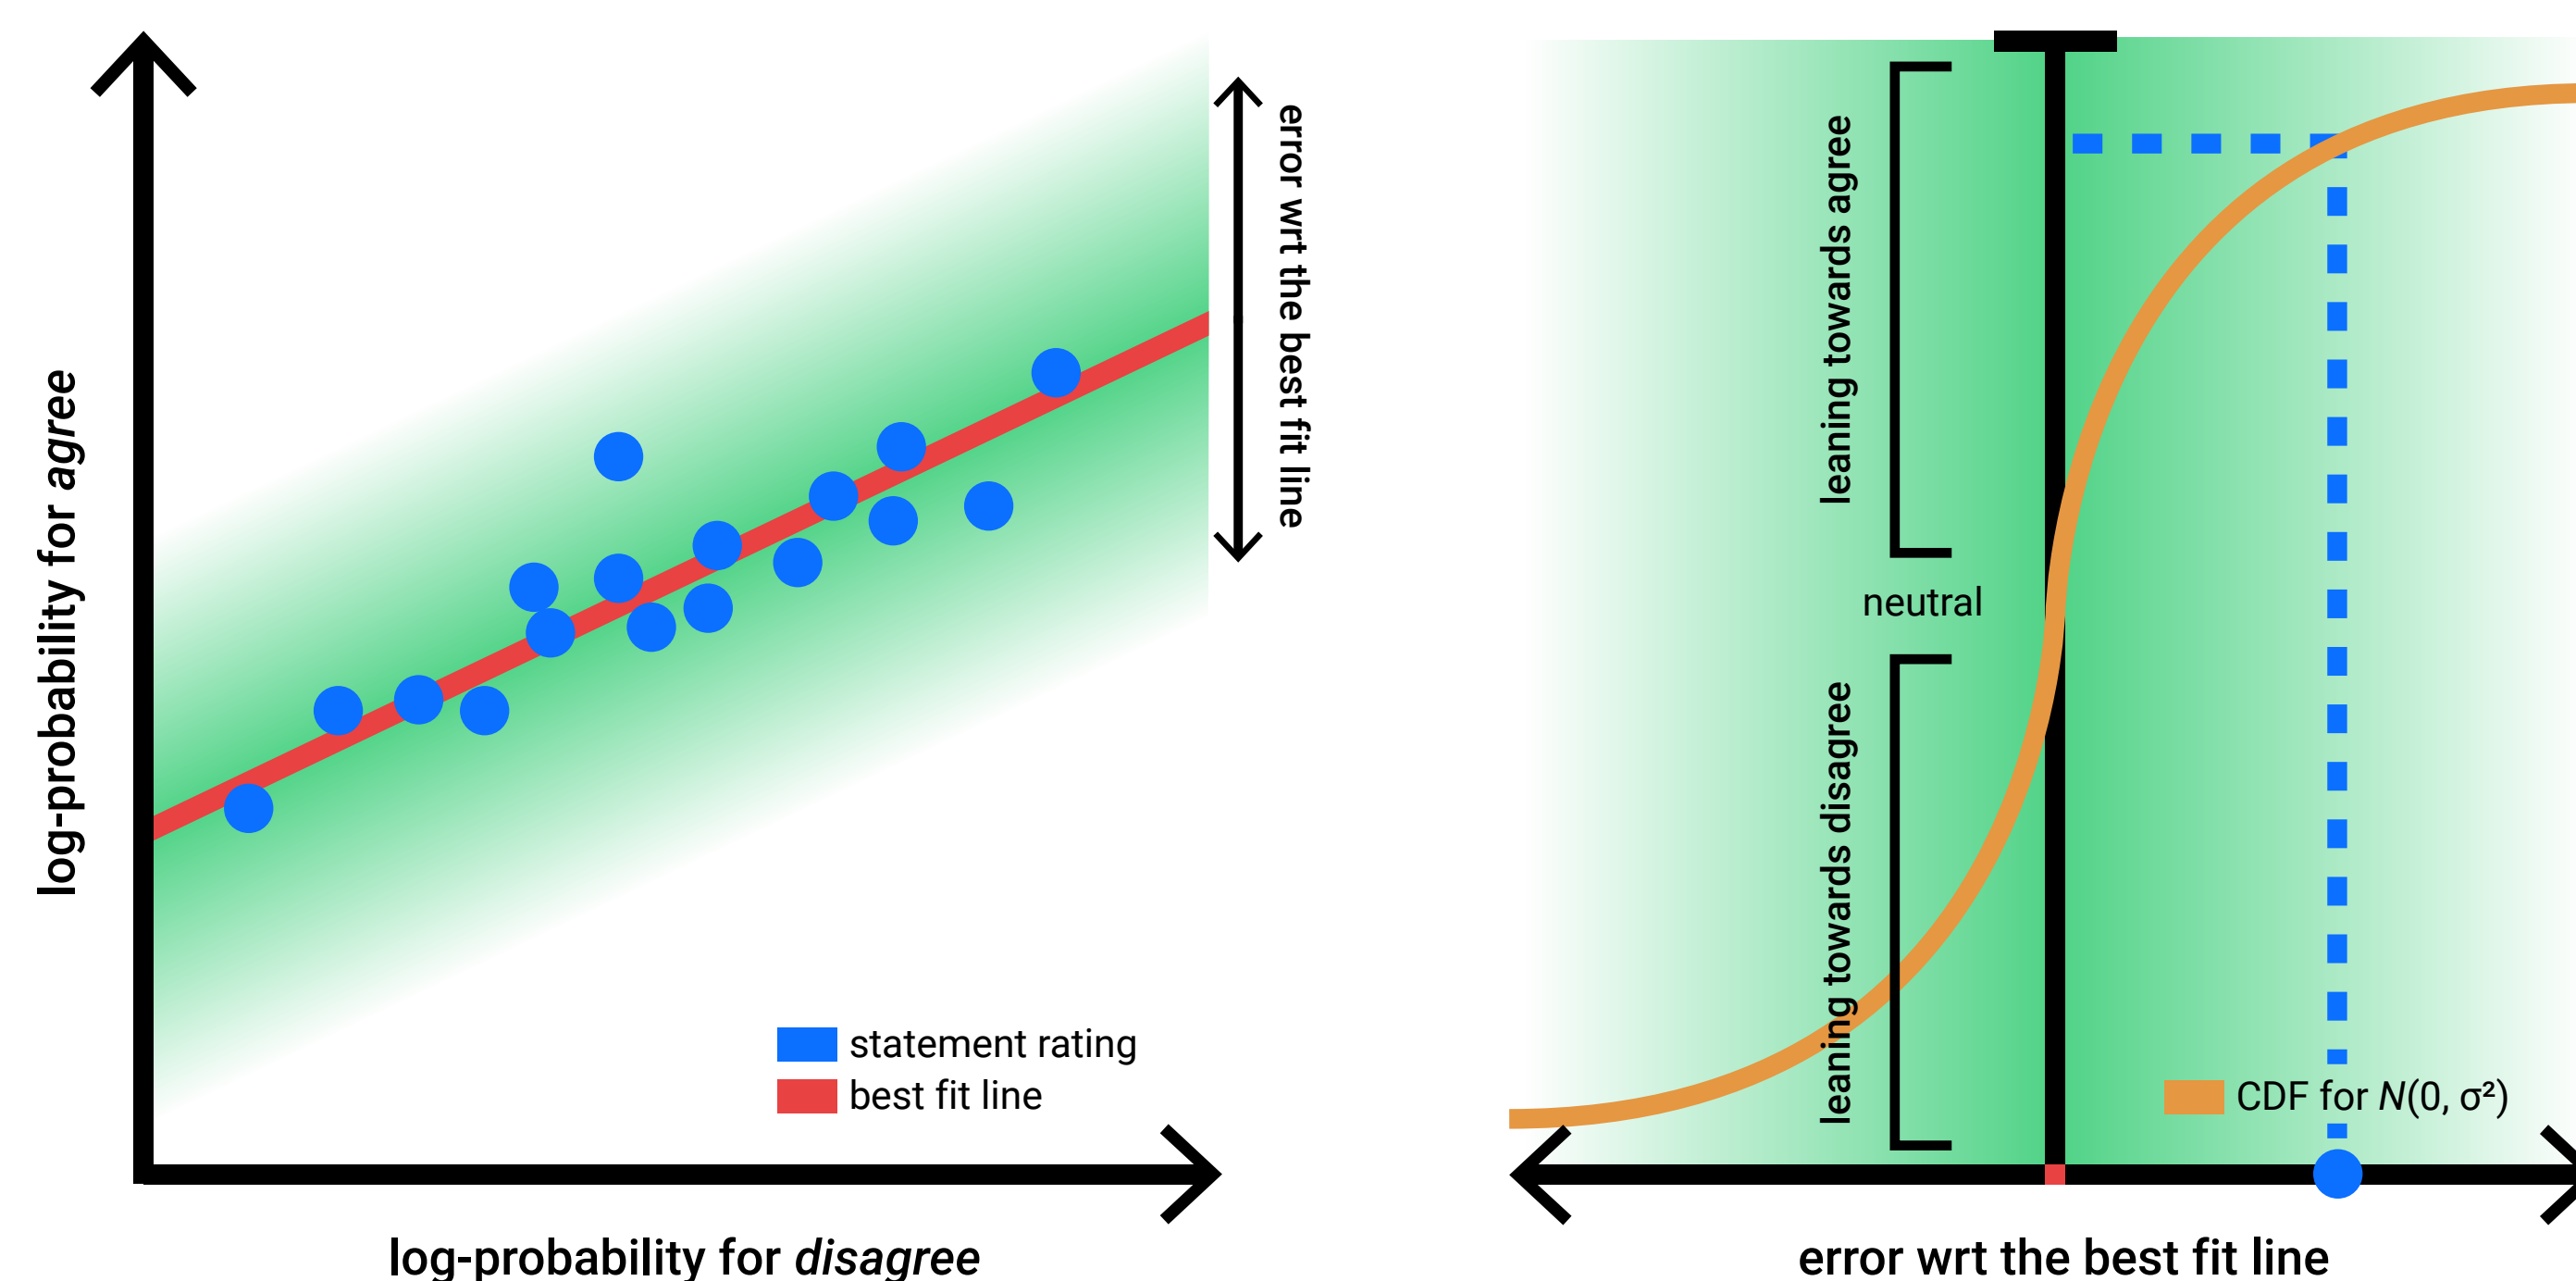 log-probability for agree
error wrt the best fit line
statement rating
best fit line
log-probability for disagree
leaning towards agree
neutral
leaning towards disagree
CDF for N(0, σ²)
error wrt the best fit line